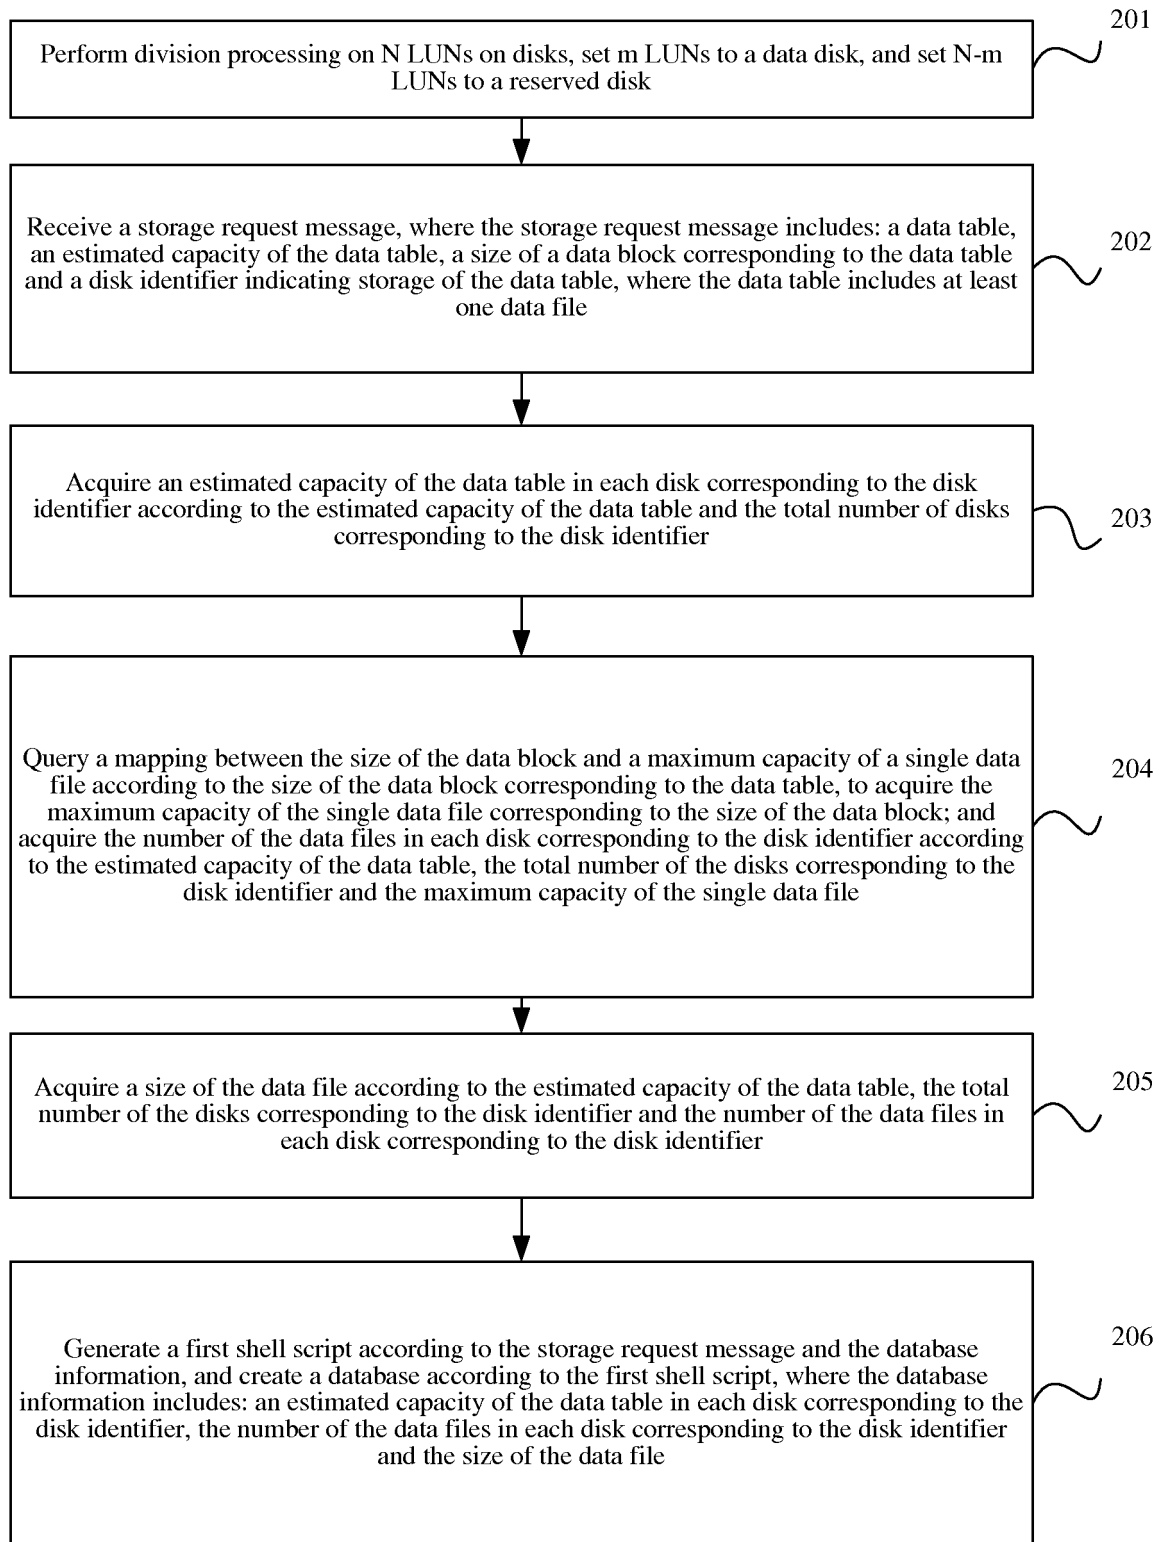 201
Perform division processing on N LUNs on disks, set m LUNs to a data disk, and set N-m
LUNs to a reserved disk
Receive a storage request message, where the storage request message includes: a data table,
an estimated capacity of the data table, a size of a data block corresponding to the data table
and a disk identifier indicating storage of the data table, where the data table includes at least
one data file
202
Acquire an estimated capacity of the data table in each disk corresponding to the disk
identifier according to the estimated capacity of the data table and the total number of disks
corresponding to the disk identifier
203
Query a mapping between the size of the data block and a maximum capacity of a single data
file according to the size of the data block corresponding to the data table, to acquire the
maximum capacity of the single data file corresponding to the size of the data block; and
acquire the number of the data files in each disk corresponding to the disk identifier according
to the estimated capacity of the data table, the total number of the disks corresponding to the
disk identifier and the maximum capacity of the single data file
204
Acquire a size of the data file according to the estimated capacity of the data table, the total
number of the disks corresponding to the disk identifier and the number of the data files in
each disk corresponding to the disk identifier
205
Generate a first shell script according to the storage request message and the database
information, and create a database according to the first shell script, where the database
information includes: an estimated capacity of the data table in each disk corresponding to the
disk identifier, the number of the data files in each disk corresponding to the disk identifier
and the size of the data file
206